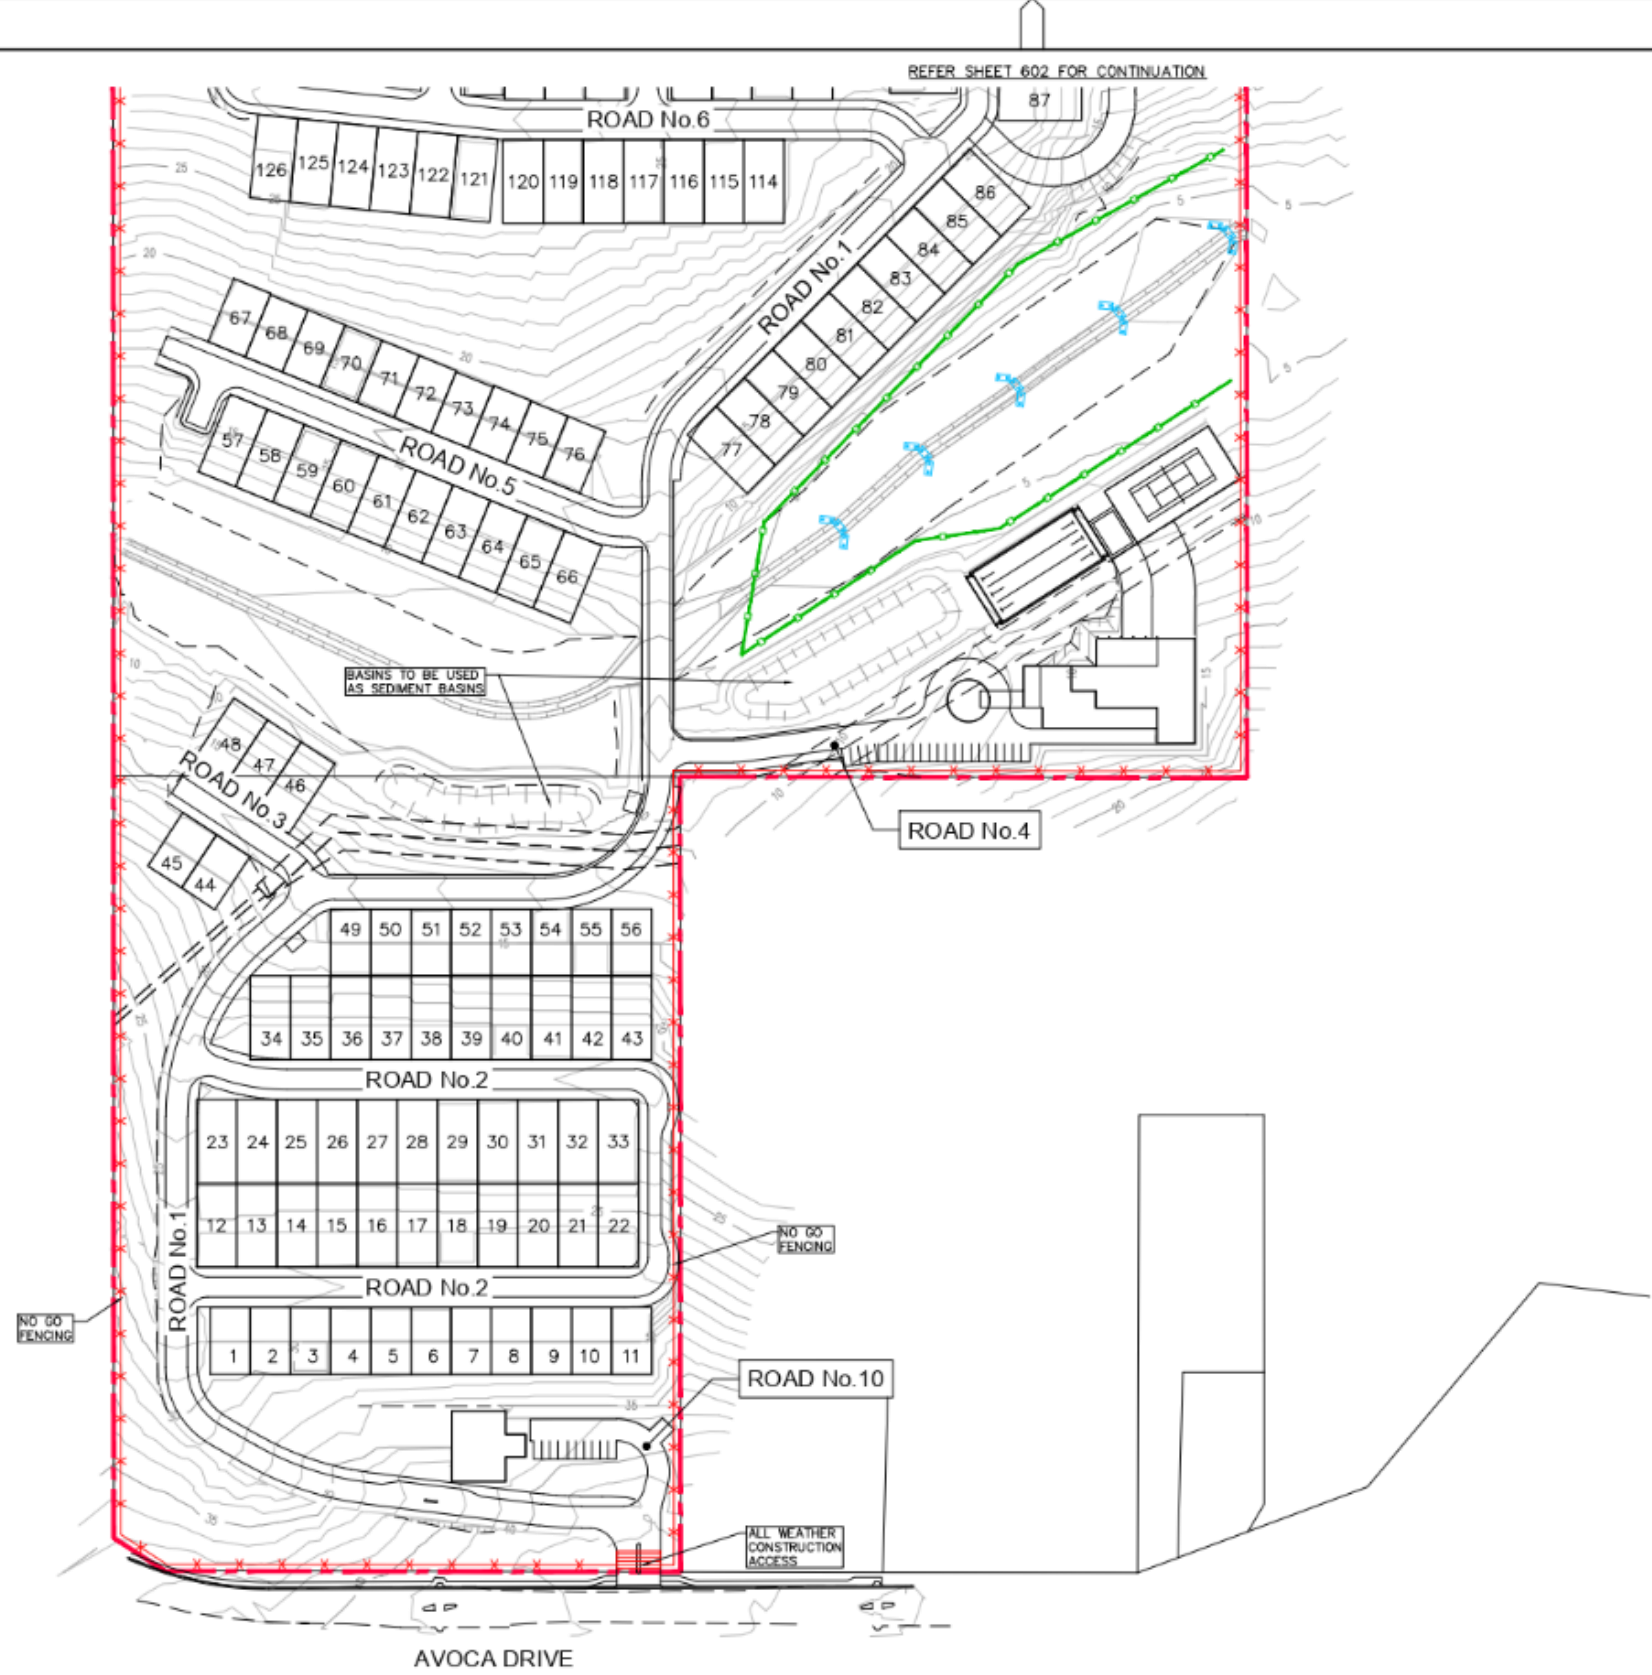 REFER SHEET 602 FOR CONTINUATION
87
ROAD No.6
126 125 124 123 122 121 120 119 118 117 116 115 114
86
85
84
83
82
81
80
79
78
77
ROAD No.1
67 68 69 70 71 72 73 74 75 76
ROAD No.5
57 58 59 60 61 62 63 64 65 66
BASINS TO BE USED
AS SEDIMENT BASINS
48 47 46
ROAD No.3
45 44
ROAD No.4
49 50 51 52 53 54 55 56
34 35 36 37 38 39 40 41 42 43
ROAD No.2
23 24 25 26 27 28 29 30 31 32 33
12 13 14 15 16 17 18 19 20 21 22
ROAD No.1
NO GO
FENCING
ROAD No.2
NO GO
FENCING
1 2 3 4 5 6 7 8 9 10 11
ROAD No.10
ALL WEATHER
CONSTRUCTION
ACCESS
AVOCA DRIVE